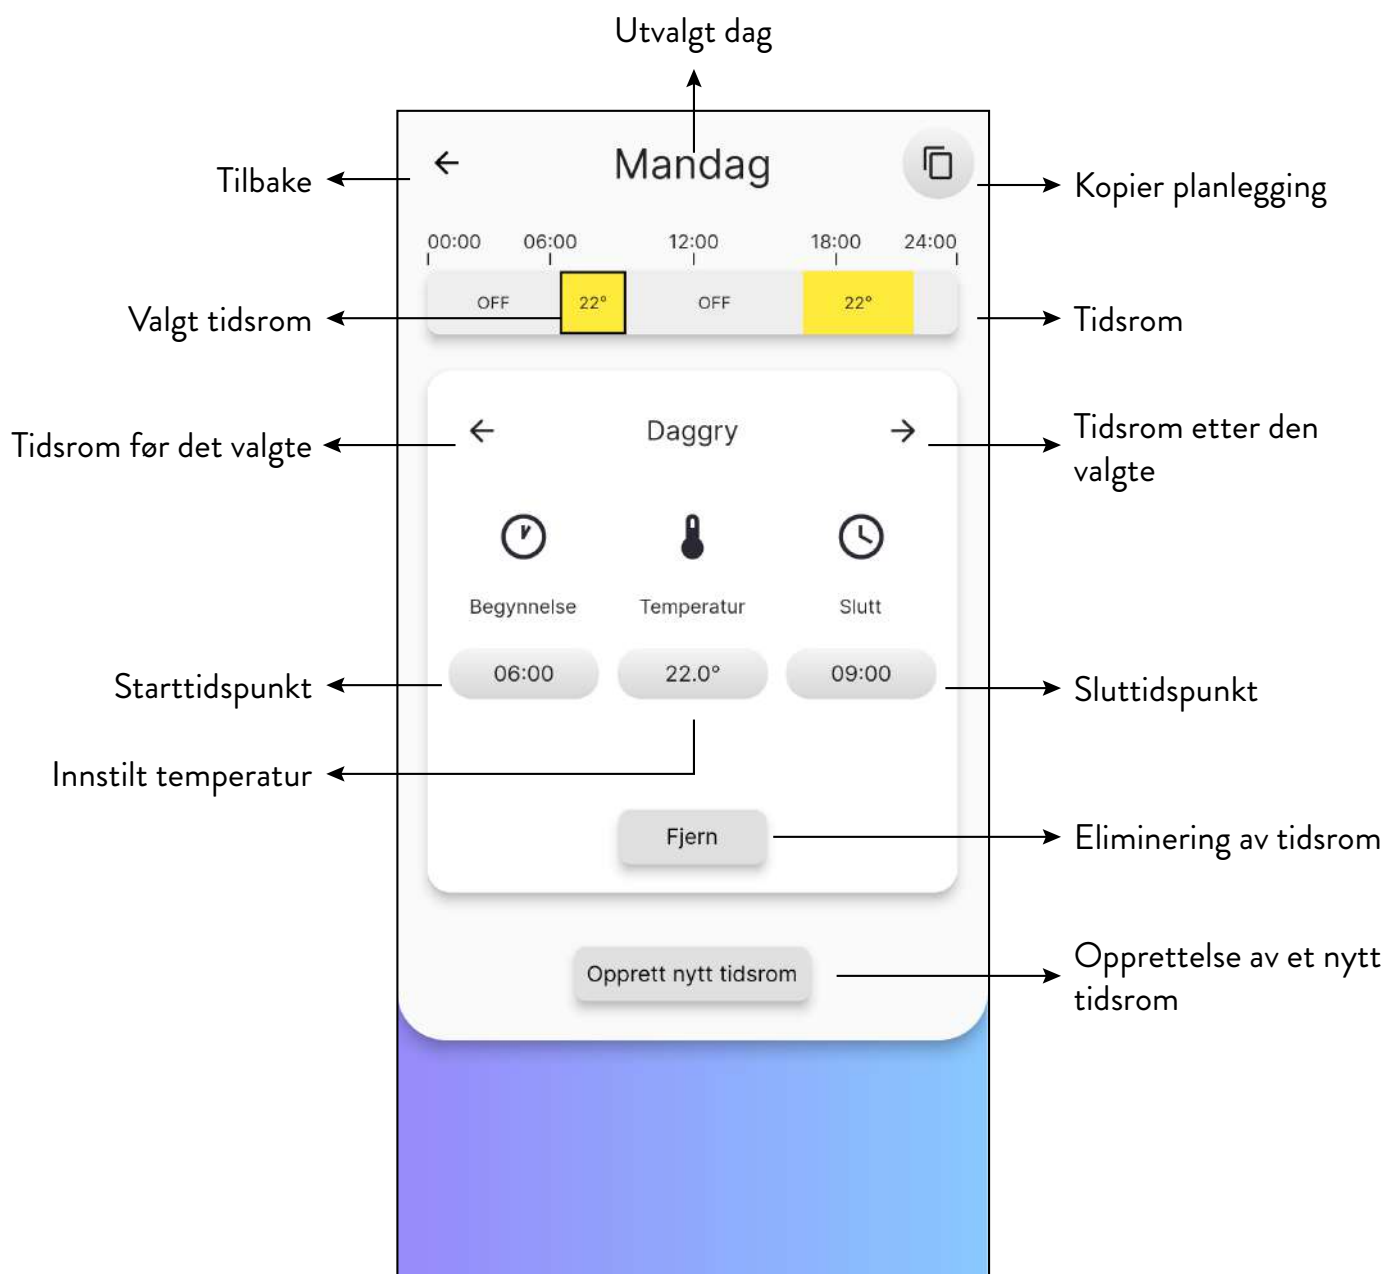 Utvalgt dag
Mandag
Tilbake
Kopier planlegging
00:00 06:00 12:00 18:00 24:00
OFF 22° OFF 22°
Valgt tidsrom
Tidsrom
Tidsrom før det valgte
Daggry
Tidsrom etter den
valgte
Begynnelse Temperatur Slutt
06:00 22.0° 09:00
Starttidspunkt
Sluttidspunkt
Innstilt temperatur
Fjern
Eliminering av tidsrom
Opprett nytt tidsrom
Opprettelse av et nytt
tidsrom